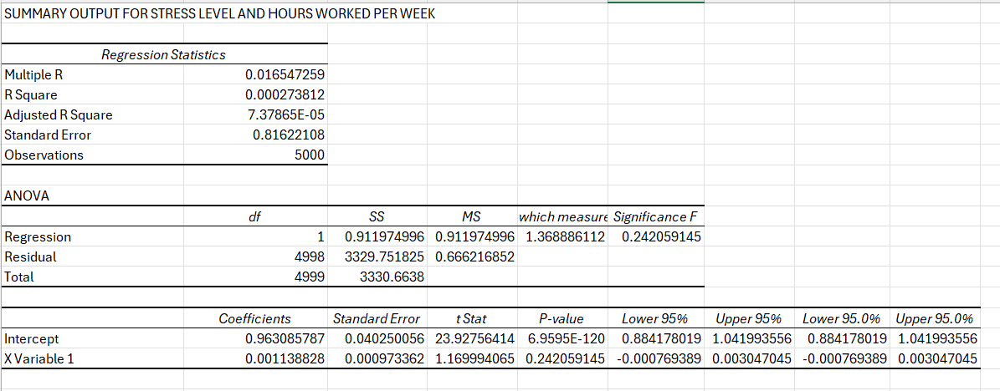 SUMMARY OUTPUT FOR STRESS LEVEL AND HOURS WORKED PER WEEK
Regression Statistics
Multiple R 0.016547259
R Square 0.000273812
Adjusted R Square 7.37865E-05
Standard Error 0.81622108
Observations 5000
ANOVA
df SS MS which measure Significance F
Regression 1 0.911974996 0.911974996 1.368886112 0.242059145
Residual 4998 3329.751825 0.666216852
Total 4999 3330.6638
Coefficients Standard Error t Stat P-value Lower 95% Upper 95% Lower 95.0% Upper 95.0%
Intercept 0.963085787 0.040250056 23.92756414 6.9595E-120 0.884178019 1.041993556 0.884178019 1.041993556
X Variable 1 0.001138828 0.000973362 1.169994065 0.242059145 -0.000769389 0.003047045 -0.000769389 0.003047045